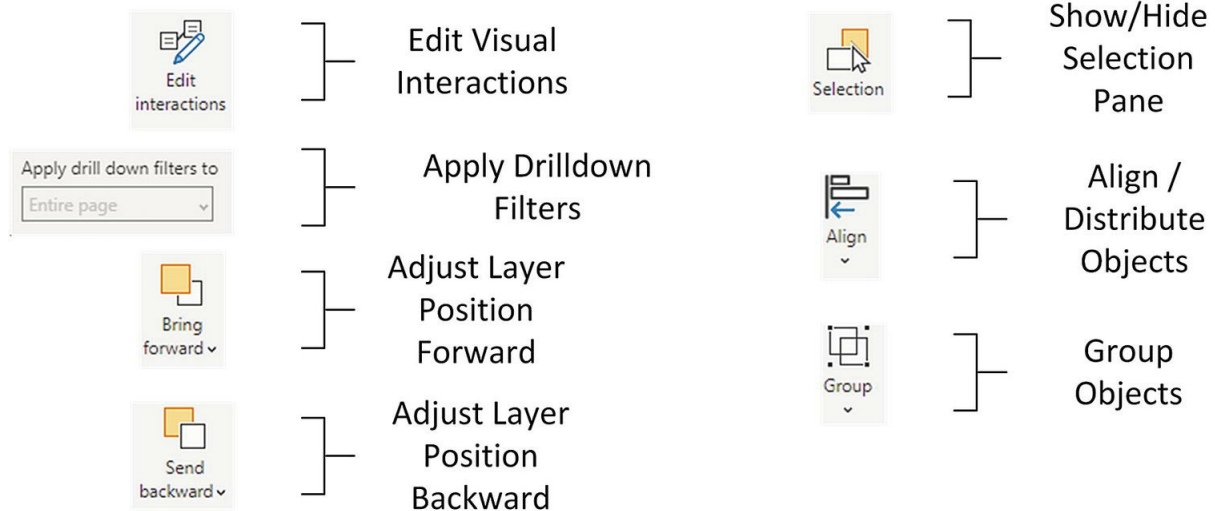 Edit
interactions
Edit Visual
Interactions
Apply drill down filters to
Entire page
Apply Drilldown
Filters
Bring
forward
Adjust Layer
Position
Forward
Send
backward
Adjust Layer
Position
Backward
Selection
Show/Hide
Selection
Pane
Align
Align /
Distribute
Objects
Group
Group
Objects